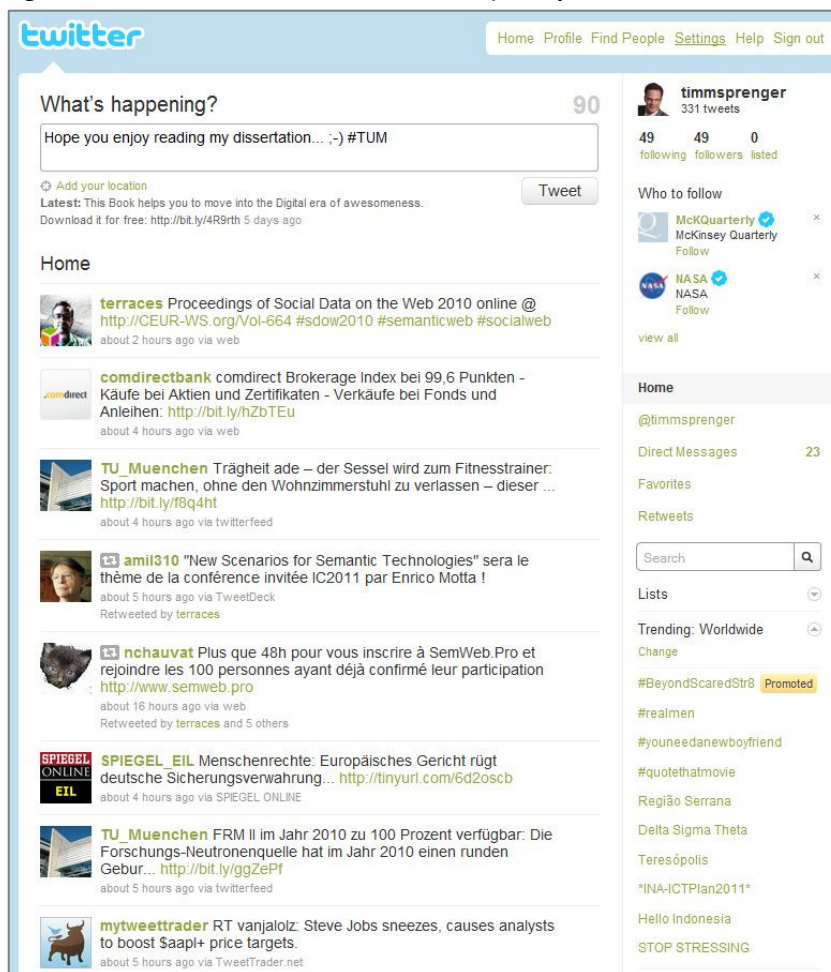 twitter
Home Profile Find People Settings Help Sign out
What's happening?
90
Hope you enjoy reading my dissertation... ;-) #TUM
Add your location
Latest: This Book helps you to move into the Digital era of awesomeness.
Download it for free: http://bit.ly/4R9rth 5 days ago
Tweet
Home
terraces Proceedings of Social Data on the Web 2010 online @
http://CEUR-WS.org/Vol-664 #sdow2010 #semanticweb #socialweb
about 2 hours ago via web
.comdirect
comdirectbank comdirect Brokerage Index bei 99,6 Punkten -
Käufe bei Aktien und Zertifikaten - Verkäufe bei Fonds und
Anleihen: http://bit.ly/hZbTEu
about 4 hours ago via web
TU_Muenchen Trägheit ade – der Sessel wird zum Fitnesstrainer:
Sport machen, ohne den Wohnzimmerstuhl zu verlassen – dieser ...
http://bit.ly/f8q4ht
about 4 hours ago via twitterfeed
amil310 "New Scenarios for Semantic Technologies" sera le
thème de la conférence invitée IC2011 par Enrico Motta !
about 5 hours ago via TweetDeck
Retweeted by terraces
nchauvat Plus que 48h pour vous inscrire à SemWeb.Pro et
rejoindre les 100 personnes ayant déjà confirmé leur participation
http://www.semweb.pro
about 16 hours ago via web
Retweeted by terraces and 5 others
SPIEGEL
ONLINE
EIL
SPIEGEL_EIL Menschenrechte: Europäisches Gericht rügt
deutsche Sicherungsverwahrung... http://tinyurl.com/6d2oscb
about 4 hours ago via SPIEGEL ONLINE
TU_Muenchen FRM II im Jahr 2010 zu 100 Prozent verfügbar: Die
Forschungs-Neutronenquelle hat im Jahr 2010 einen runden
Gebur... http://bit.ly/ggZePf
about 5 hours ago via twitterfeed
mytweettrader RT vanjalolz: Steve Jobs sneezes, causes analysts
to boost $aapl+ price targets.
about 5 hours ago via TweetTrader.net
timmsprenger
331 tweets
49 49 0
following followers listed
Who to follow
Q
McKQuarterly
McKinsey Quarterly
Follow
NASA
NASA
NASA
Follow
view all
Home
@timmsprenger
Direct Messages 23
Favorites
Retweets
Search
Lists
Trending: Worldwide
Change
#BeyondScaredStr8 Promoted
#realmen
#youneedanewboyfriend
#quotethatmovie
Região Serrana
Delta Sigma Theta
Teresópolis
*INA-ICTPlan2011*
Hello Indonesia
STOP STRESSING